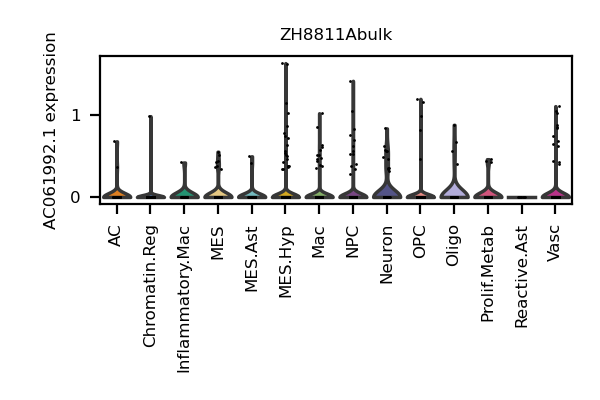 ZH8811Abulk
AC061992.1 expression
1
0
AC
Chromatin.Reg
Inflammatory.Mac
MES
MES.Ast
MES.Hyp
Mac
NPC
Neuron
OPC
Oligo
Prolif.Metab
Reactive.Ast
Vasc